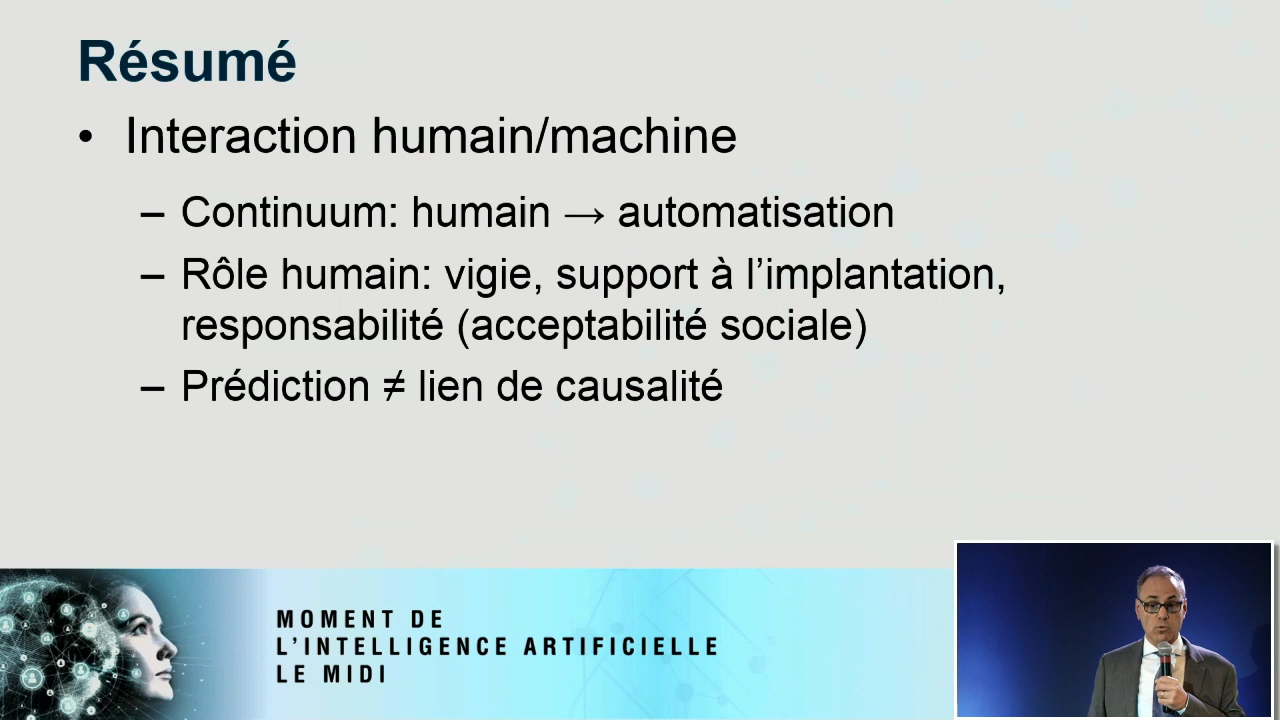 Résumé
• Interaction humain/machine
– Continuum: humain → automatisation
– Rôle humain: vigie, support à l’implantation,
responsabilité (acceptabilité sociale)
– Prédiction ≠ lien de causalité
MOMENT DE
L’INTELLIGENCE ARTIFICIELLE
LE MIDI